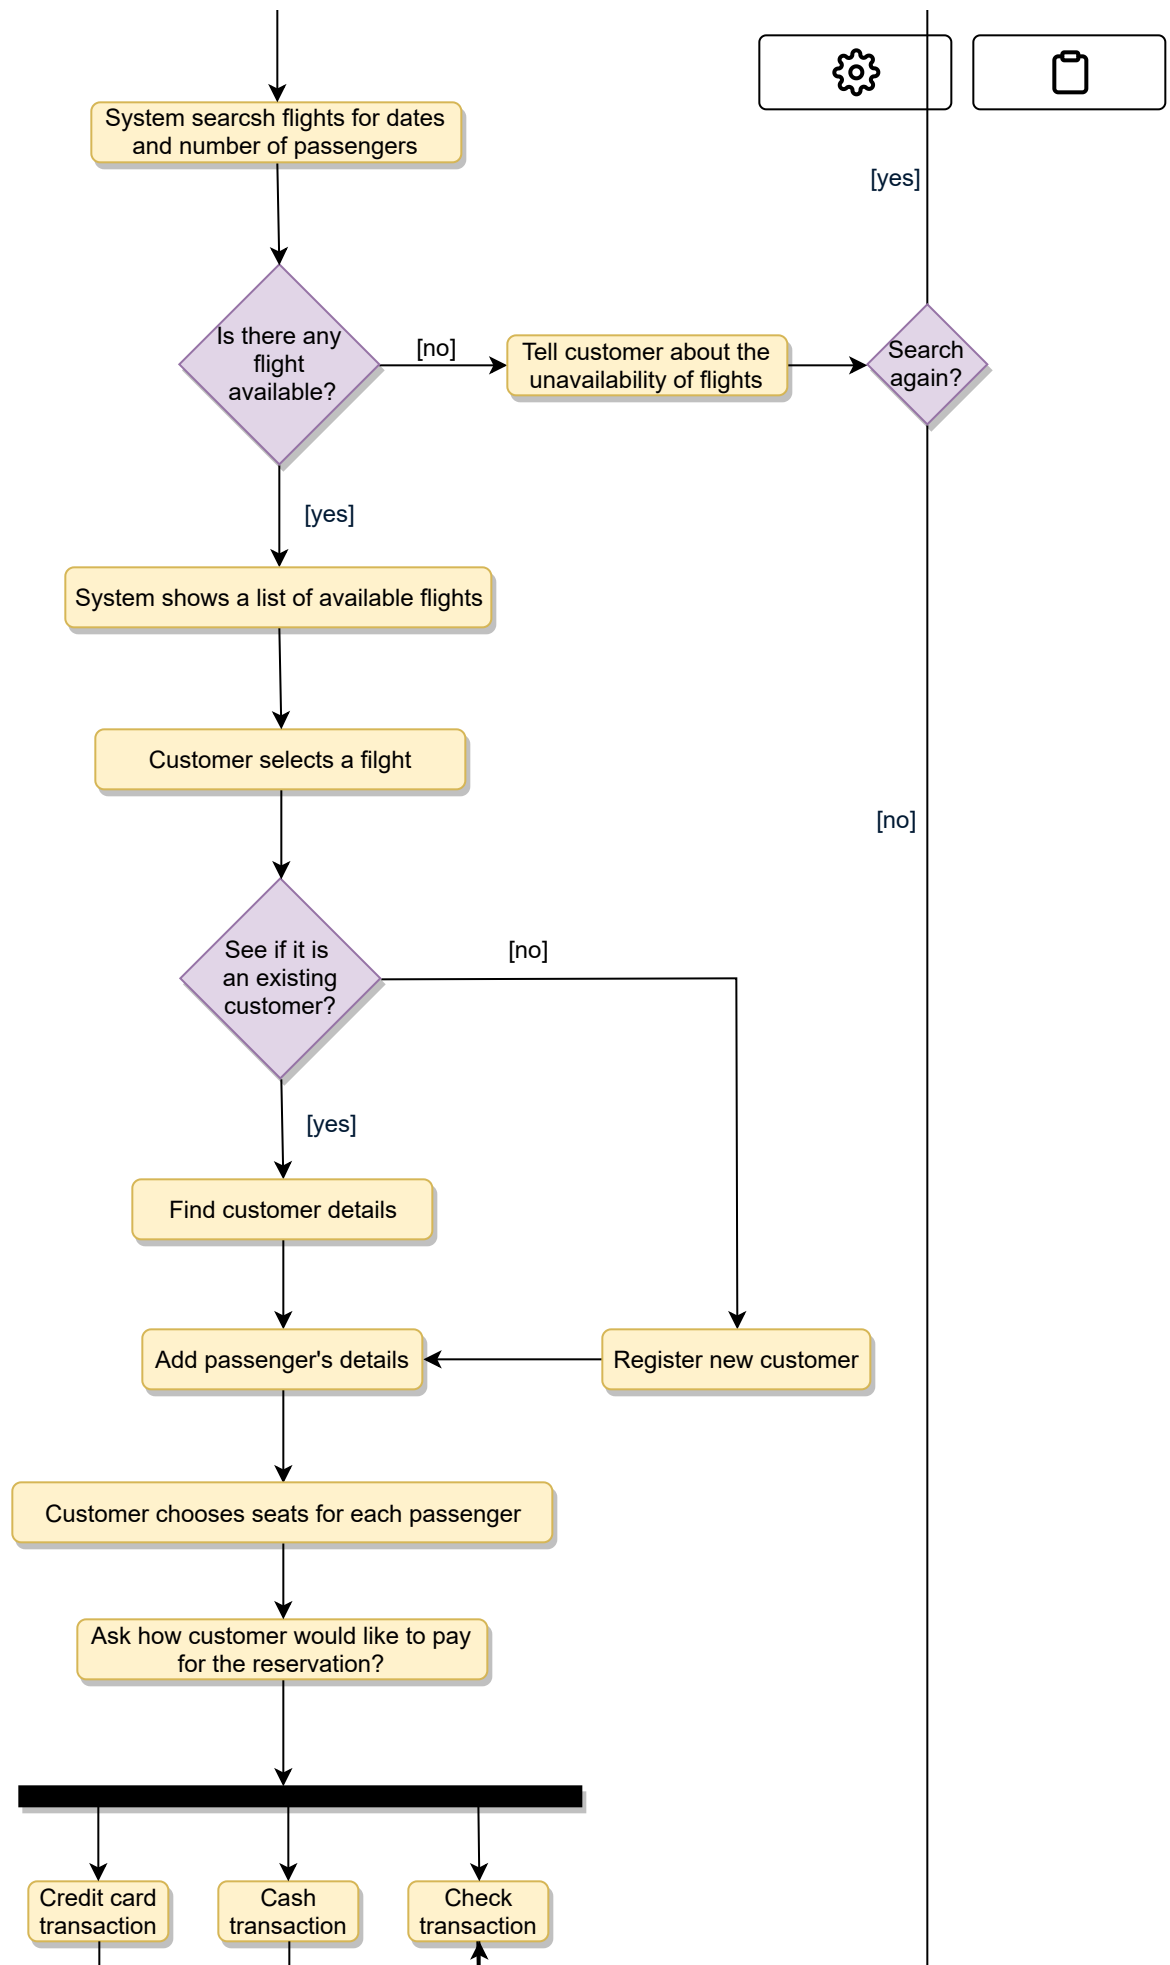 System searcsh flights for dates
and number of passengers
[yes]
Is there any
flight
available?
[no]
Tell customer about the
unavailability of flights
Search
again?
[yes]
System shows a list of available flights
Customer selects a filght
[no]
See if it is
an existing
customer?
[no]
[yes]
Find customer details
Add passenger's details
Register new customer
Customer chooses seats for each passenger
Ask how customer would like to pay
for the reservation?
Credit card
transaction
Cash
transaction
Check
transaction